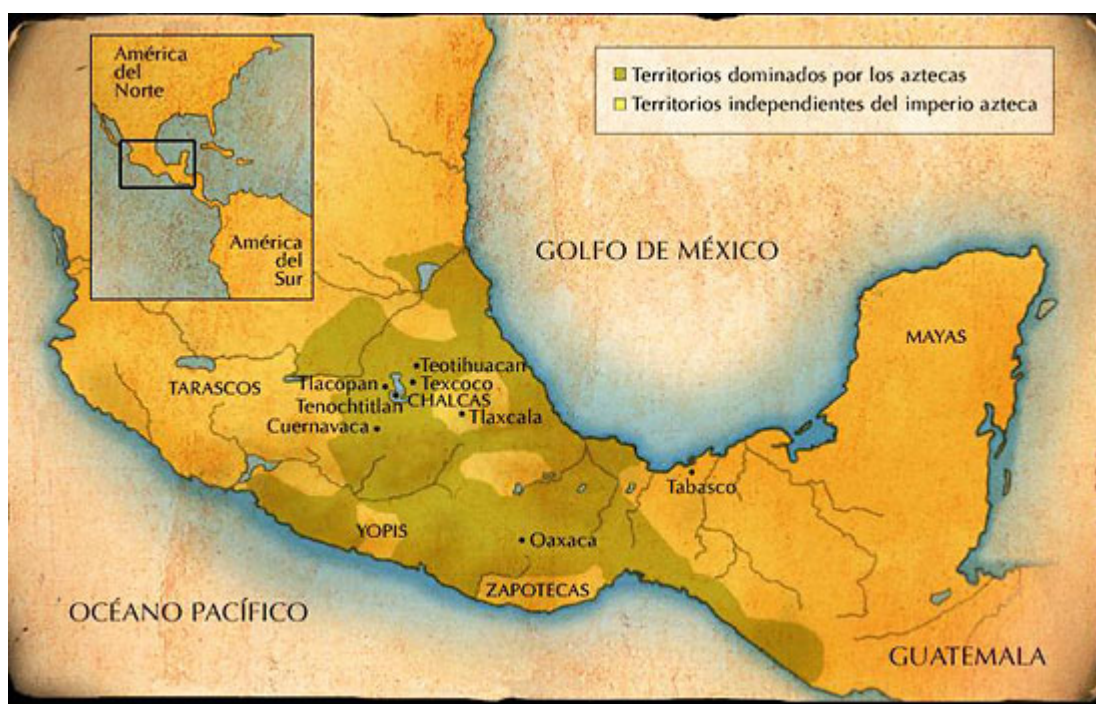 América
del
Norte
América
del
Sur
Territorios dominados por los aztecas
Territorios independientes del imperio azteca
GOLFO DE MÉXICO
MAYAS
TARASCOS
Teotihuacan
Tlacopan
Texcoco
CHALCAS
Tenochtitlan
Tlaxcala
Cuernavaca
Tabasco
YOPIS
Oaxaca
ZAPOTECAS
OCÉANO PACÍFICO
GUATEMALA